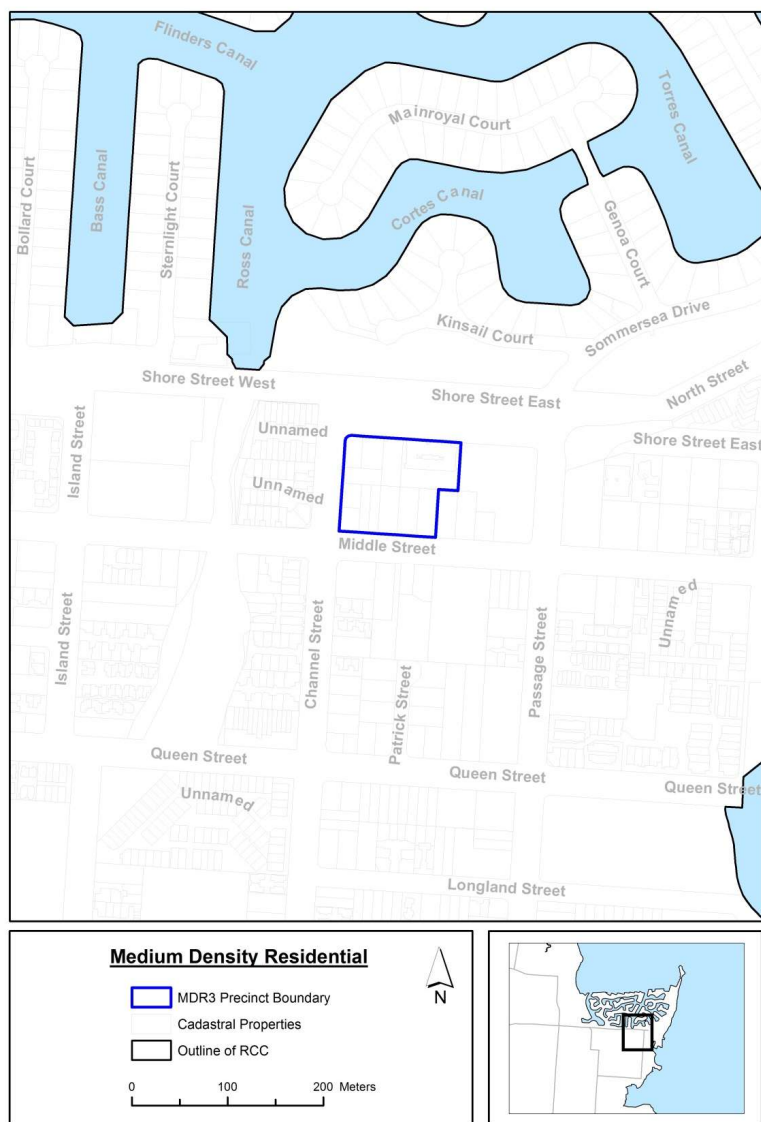 Flinders Canal
Torres Canal
Mainroyal Court
Bollard Court
Bass Canal
Sternlight Court
Ross Canal
Cortes Canal
Genoa Court
Kinsail Court
Sommersea Drive
Shore Street West
Shore Street East
North Street
Island Street
Unnamed
Shore Street East
Unnamed
Middle Street
Unnamed
Island Street
Channel Street
Patrick Street
Passage Street
Queen Street
Queen Street
Queen Street
Unnamed
Longland Street
Medium Density Residential
MDR3 Precinct Boundary
Cadastral Properties
Outline of RCC
N
0 100 200 Meters